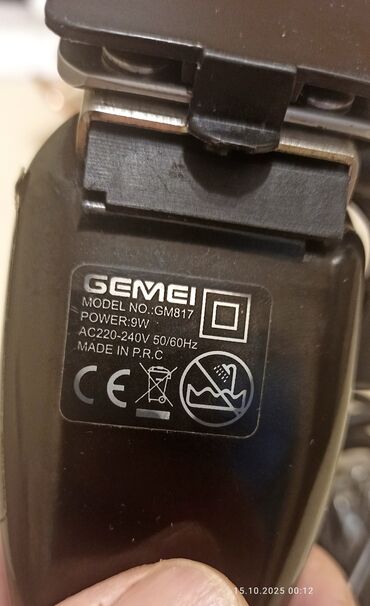 GEMEI
MODEL NO.:GM817
POWER:9W
AC220-240V 50/60Hz
MADE IN P.R.C
CE
15.10.2025 00:12